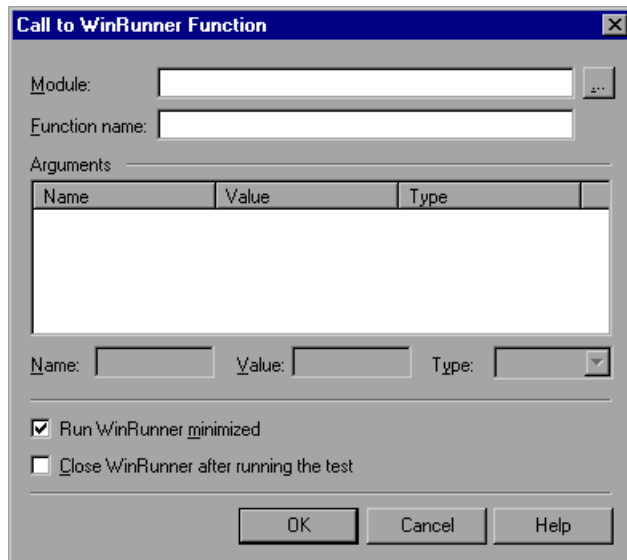 Call to WinRunner Function
Module:
...
Function name:
Arguments
Name Value Type
Name: Value: Type:
Run WinRunner minimized
Close WinRunner after running the test
OK Cancel Help